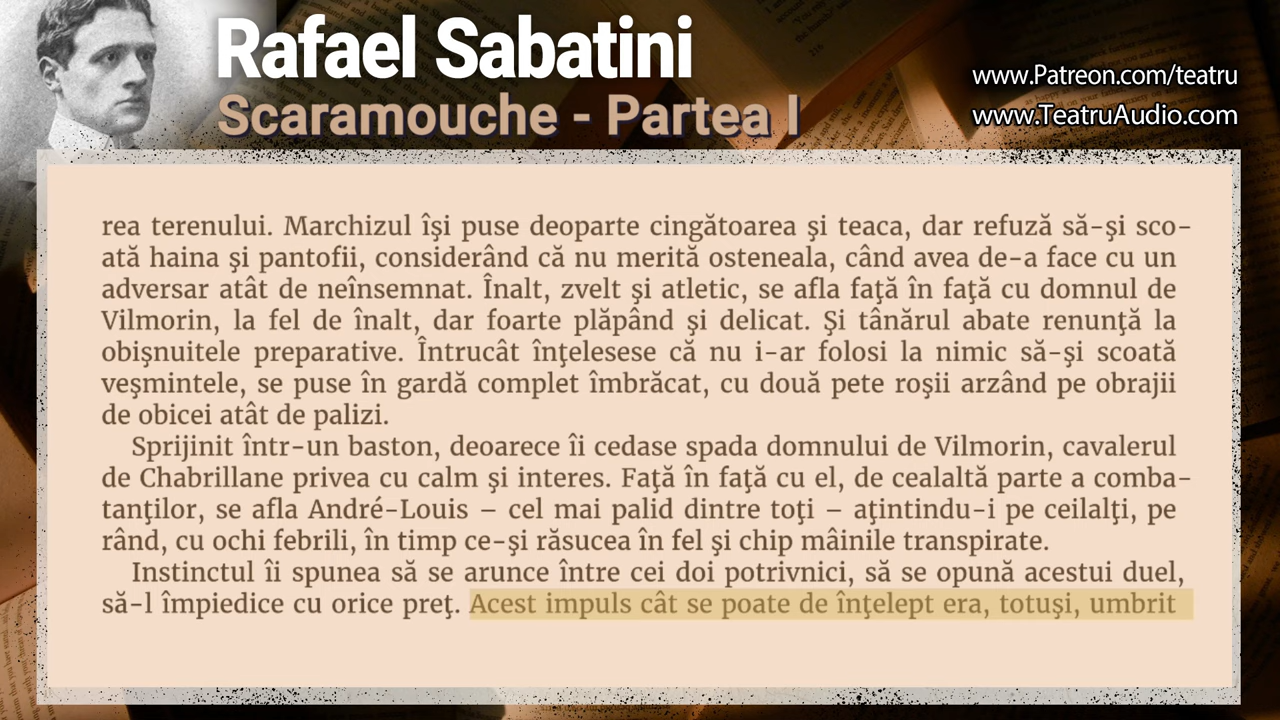 Rafael Sabatini
Scaramouche - Partea I
www.Patreon.com/teatru
www.TeatruAudio.com
rea terenului. Marchizul îşi puse deoparte cingătoarea şi teaca, dar refuză să-şi sco-
ată haina şi pantofii, considerând că nu merită osteneala, când avea de-a face cu un
adversar atât de neînsemnat. Înalt, zvelt şi atletic, se afla faţă în faţă cu domnul de
Vilmorin, la fel de înalt, dar foarte plăpând şi delicat. Şi tânărul abate renunţă la
obişnuitele preparative. Întrucât înţelesese că nu i-ar folosi la nimic să-şi scoată
veşmintele, se puse în gardă complet îmbrăcat, cu două pete roşii arzând pe obrajii
de obicei atât de palizi.
Sprijinit într-un baston, deoarece îi cedase spada domnului de Vilmorin, cavalerul
de Chabrillane privea cu calm şi interes. Faţă în faţă cu el, de cealaltă parte a comba-
tanţilor, se afla André-Louis – cel mai palid dintre toţi – aţintindu-i pe ceilalţi, pe
rând, cu ochi febrili, în timp ce-şi răsucea în fel şi chip mâinile transpirate.
Instinctul îi spunea să se arunce între cei doi potrivnici, să se opună acestui duel,
să-l împiedice cu orice preţ. Acest impuls cât se poate de înţelept era, totuşi, umbrit